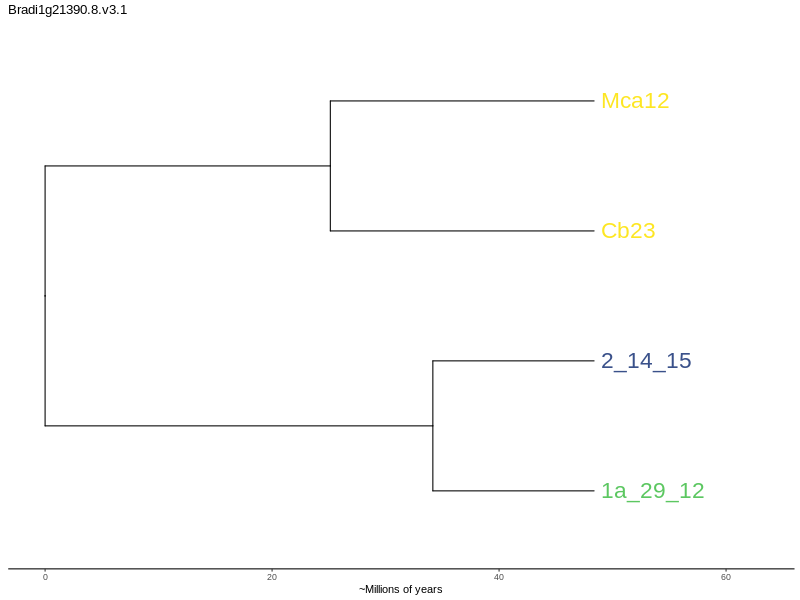 Bradi1g21390.8.v3.1
Mca12
Cb23
2_14_15
1a_29_12
0 20 40 60
~Millions of years